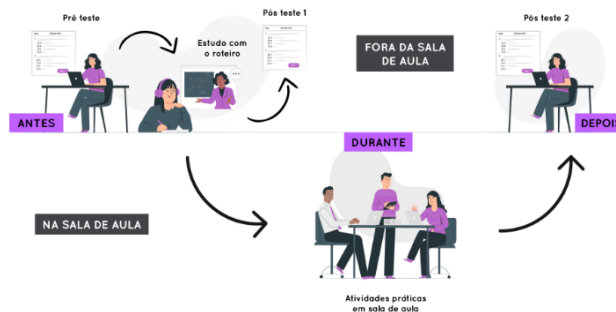 Pré teste
Estudo com
o roteiro
Pós teste 1
FORA DA SALA
DE AULA
Pós teste 2
ANTES
DURANTE
DEPOIS
NA SALA DE AULA
Atividades práticas
em sala de aula